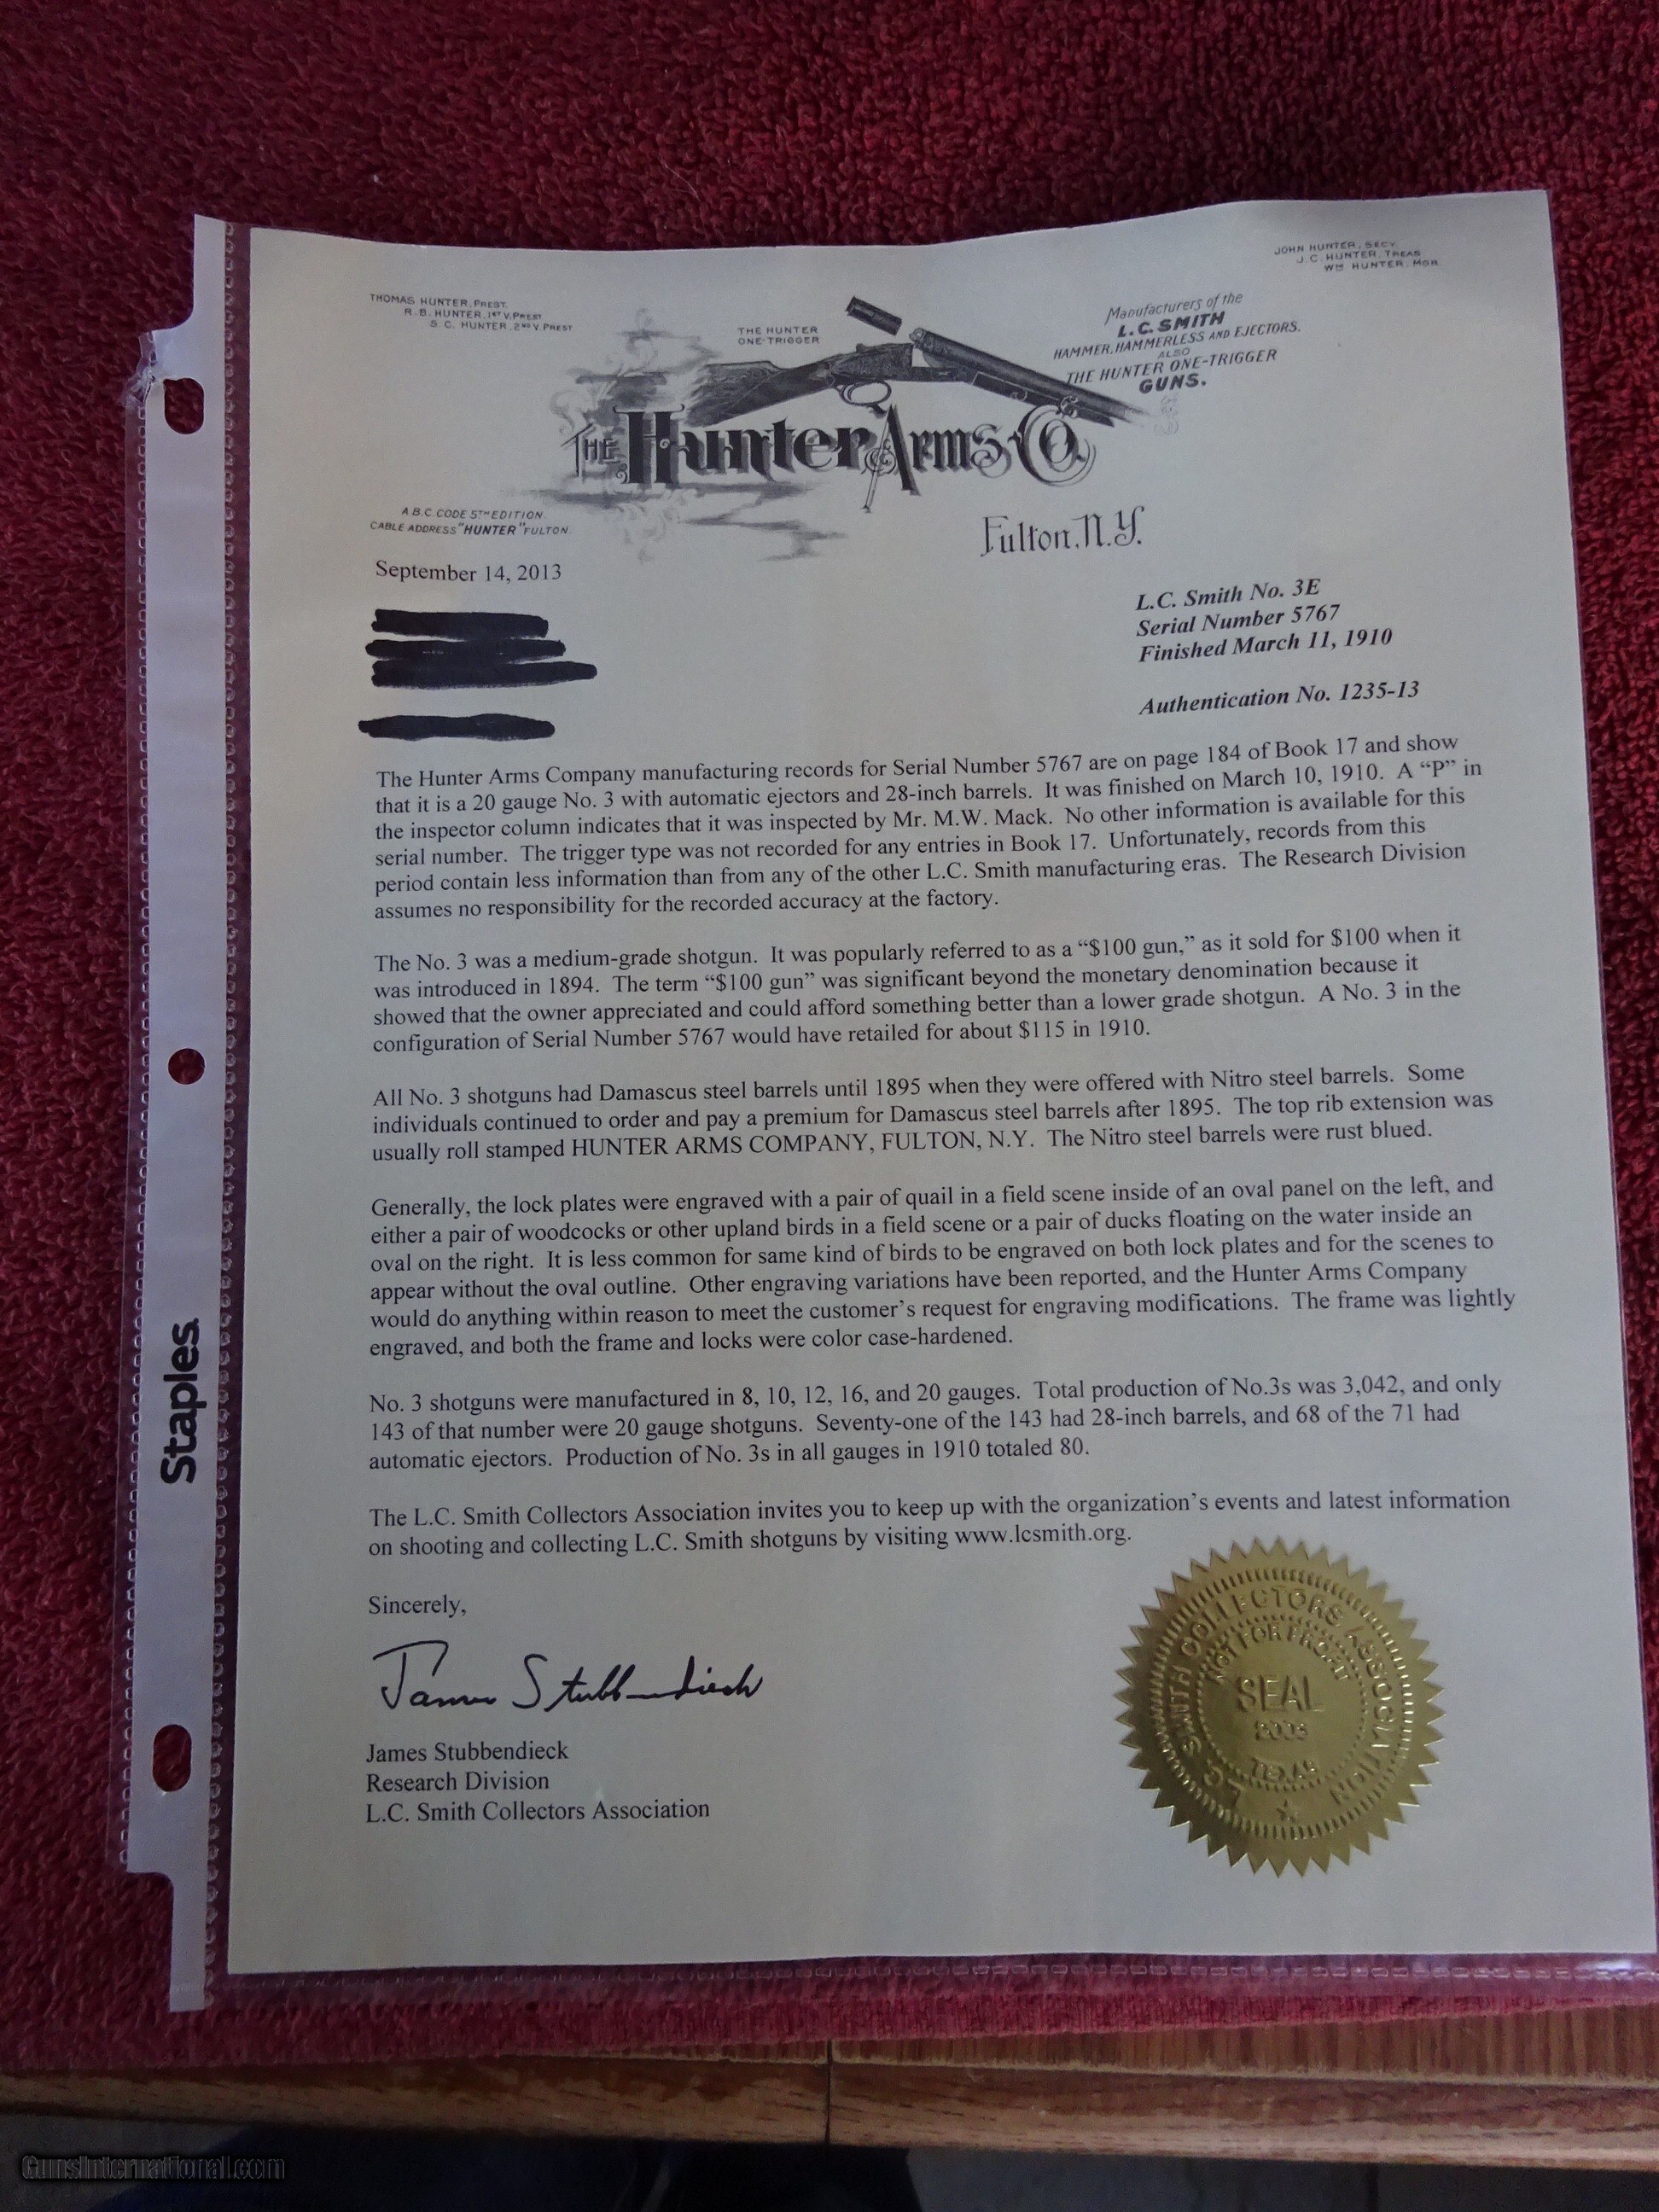 JOHN HUNTER, SECY
J. C. HUNTER, TREAS
WM HUNTER, MGR
THOMAS HUNTER, PREST.
R. B. HUNTER, 1ST V. PREST
S. C. HUNTER, 2ND V. PREST
THE HUNTER
ONE-TRIGGER
Manufacturers of the
L. C. SMITH
HAMMER, HAMMERLESS AND EJECTORS.
ALSO
THE HUNTER ONE-TRIGGER
GUNS.
THE Hunter Arms Co.
Fulton, N.Y.
A.B.C. CODE 5TH EDITION.
CABLE ADDRESS "HUNTER" FULTON
September 14, 2013
L.C. Smith No. 3E
Serial Number 5767
Finished March 11, 1910
Authentication No. 1235-13
The Hunter Arms Company manufacturing records for Serial Number 5767 are on page 184 of Book 17 and show
that it is a 20 gauge No. 3 with automatic ejectors and 28-inch barrels.  It was finished on March 10, 1910.  A “P” in
the inspector column indicates that it was inspected by Mr. M.W. Mack.  No other information is available for this
serial number.  The trigger type was not recorded for any entries in Book 17.  Unfortunately, records from this
period contain less information than from any of the other L.C. Smith manufacturing eras.  The Research Division
assumes no responsibility for the recorded accuracy at the factory.
The No. 3 was a medium-grade shotgun.  It was popularly referred to as a “$100 gun,” as it sold for $100 when it
was introduced in 1894.  The term “$100 gun” was significant beyond the monetary denomination because it
showed that the owner appreciated and could afford something better than a lower grade shotgun.  A No. 3 in the
configuration of Serial Number 5767 would have retailed for about $115 in 1910.
All No. 3 shotguns had Damascus steel barrels until 1895 when they were offered with Nitro steel barrels.  Some
individuals continued to order and pay a premium for Damascus steel barrels after 1895.  The top rib extension was
usually roll stamped HUNTER ARMS COMPANY, FULTON, N.Y.  The Nitro steel barrels were rust blued.
Generally, the lock plates were engraved with a pair of quail in a field scene inside of an oval panel on the left, and
either a pair of woodcocks or other upland birds in a field scene or a pair of ducks floating on the water inside an
oval on the right.  It is less common for same kind of birds to be engraved on both lock plates and for the scenes to
appear without the oval outline.  Other engraving variations have been reported, and the Hunter Arms Company
would do anything within reason to meet the customer’s request for engraving modifications.  The frame was lightly
engraved, and both the frame and locks were color case-hardened.
No. 3 shotguns were manufactured in 8, 10, 12, 16, and 20 gauges.  Total production of No.3s was 3,042, and only
143 of that number were 20 gauge shotguns.  Seventy-one of the 143 had 28-inch barrels, and 68 of the 71 had
automatic ejectors.  Production of No. 3s in all gauges in 1910 totaled 80.
The L.C. Smith Collectors Association invites you to keep up with the organization’s events and latest information
on shooting and collecting L.C. Smith shotguns by visiting www.lcsmith.org.
Sincerely,
James Stubbendieck
James Stubbendieck
Research Division
L.C. Smith Collectors Association
LC SMITH COLLECTORS ASSOCIATION
NOT FOR PROFIT
SEAL
2003
TEXAS
Staples
GunsInternational.com